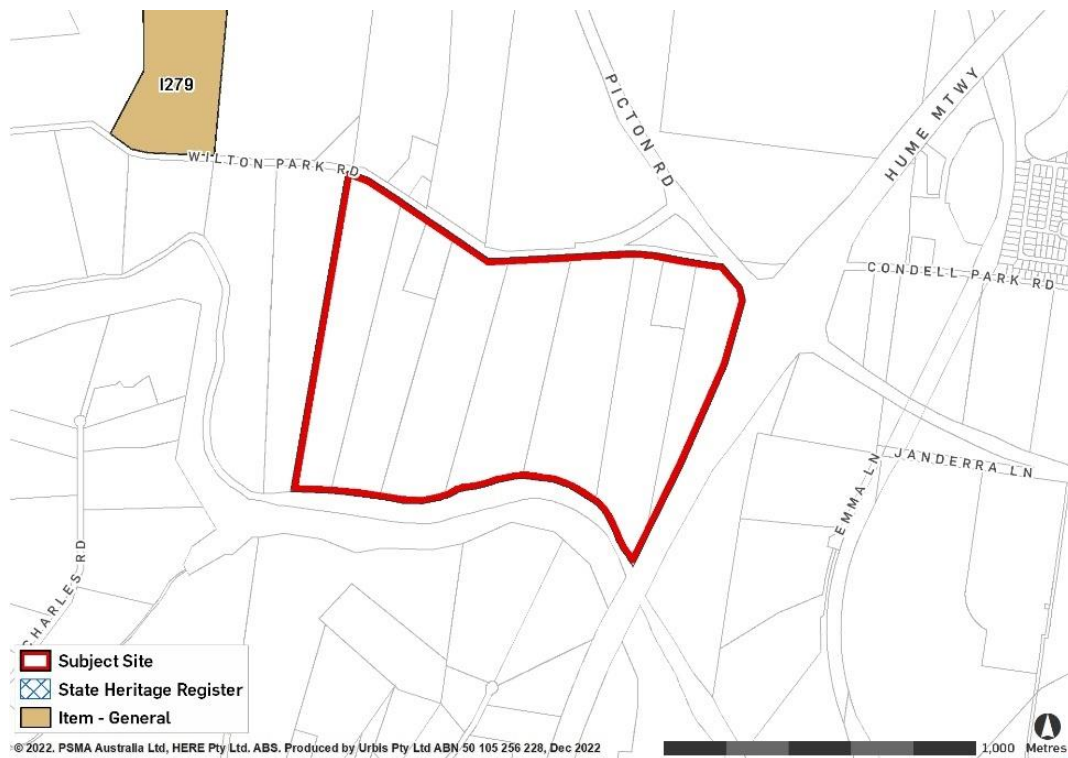 I279
WILTON PARK RD
PICTON RD
HUME MTWY
CONDELL PARK RD
JANDERRA LN
EMMA LN
CHARLES RD
Subject Site
State Heritage Register
Item - General
© 2022. PSMA Australia Ltd, HERE Pty Ltd. ABS. Produced by Urbis Pty Ltd ABN 50 105 256 228, Dec 2022
1,000 Metres